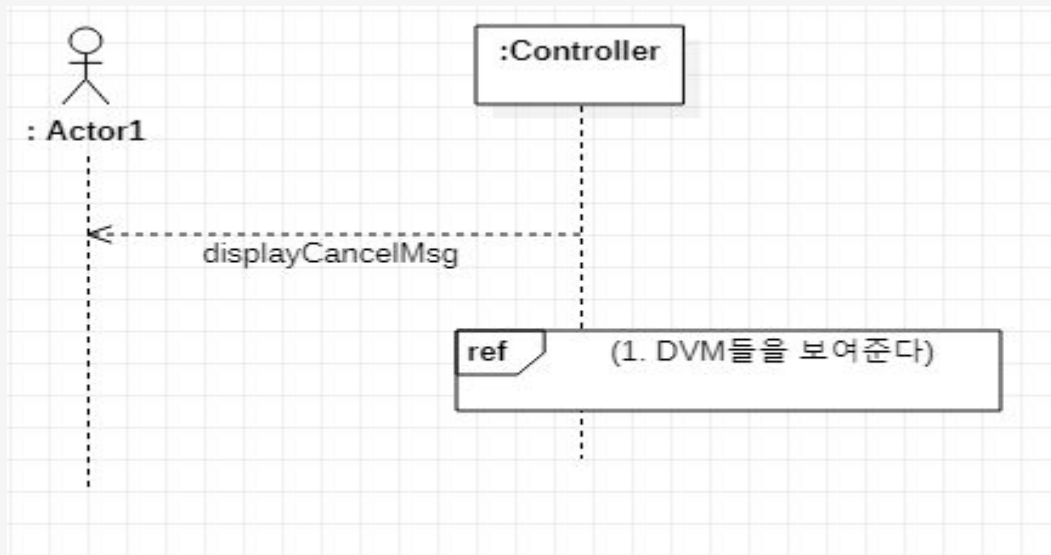 :Controller
: Actor1
displayCancelMsg
ref
(1. DVM들을 보여준다)